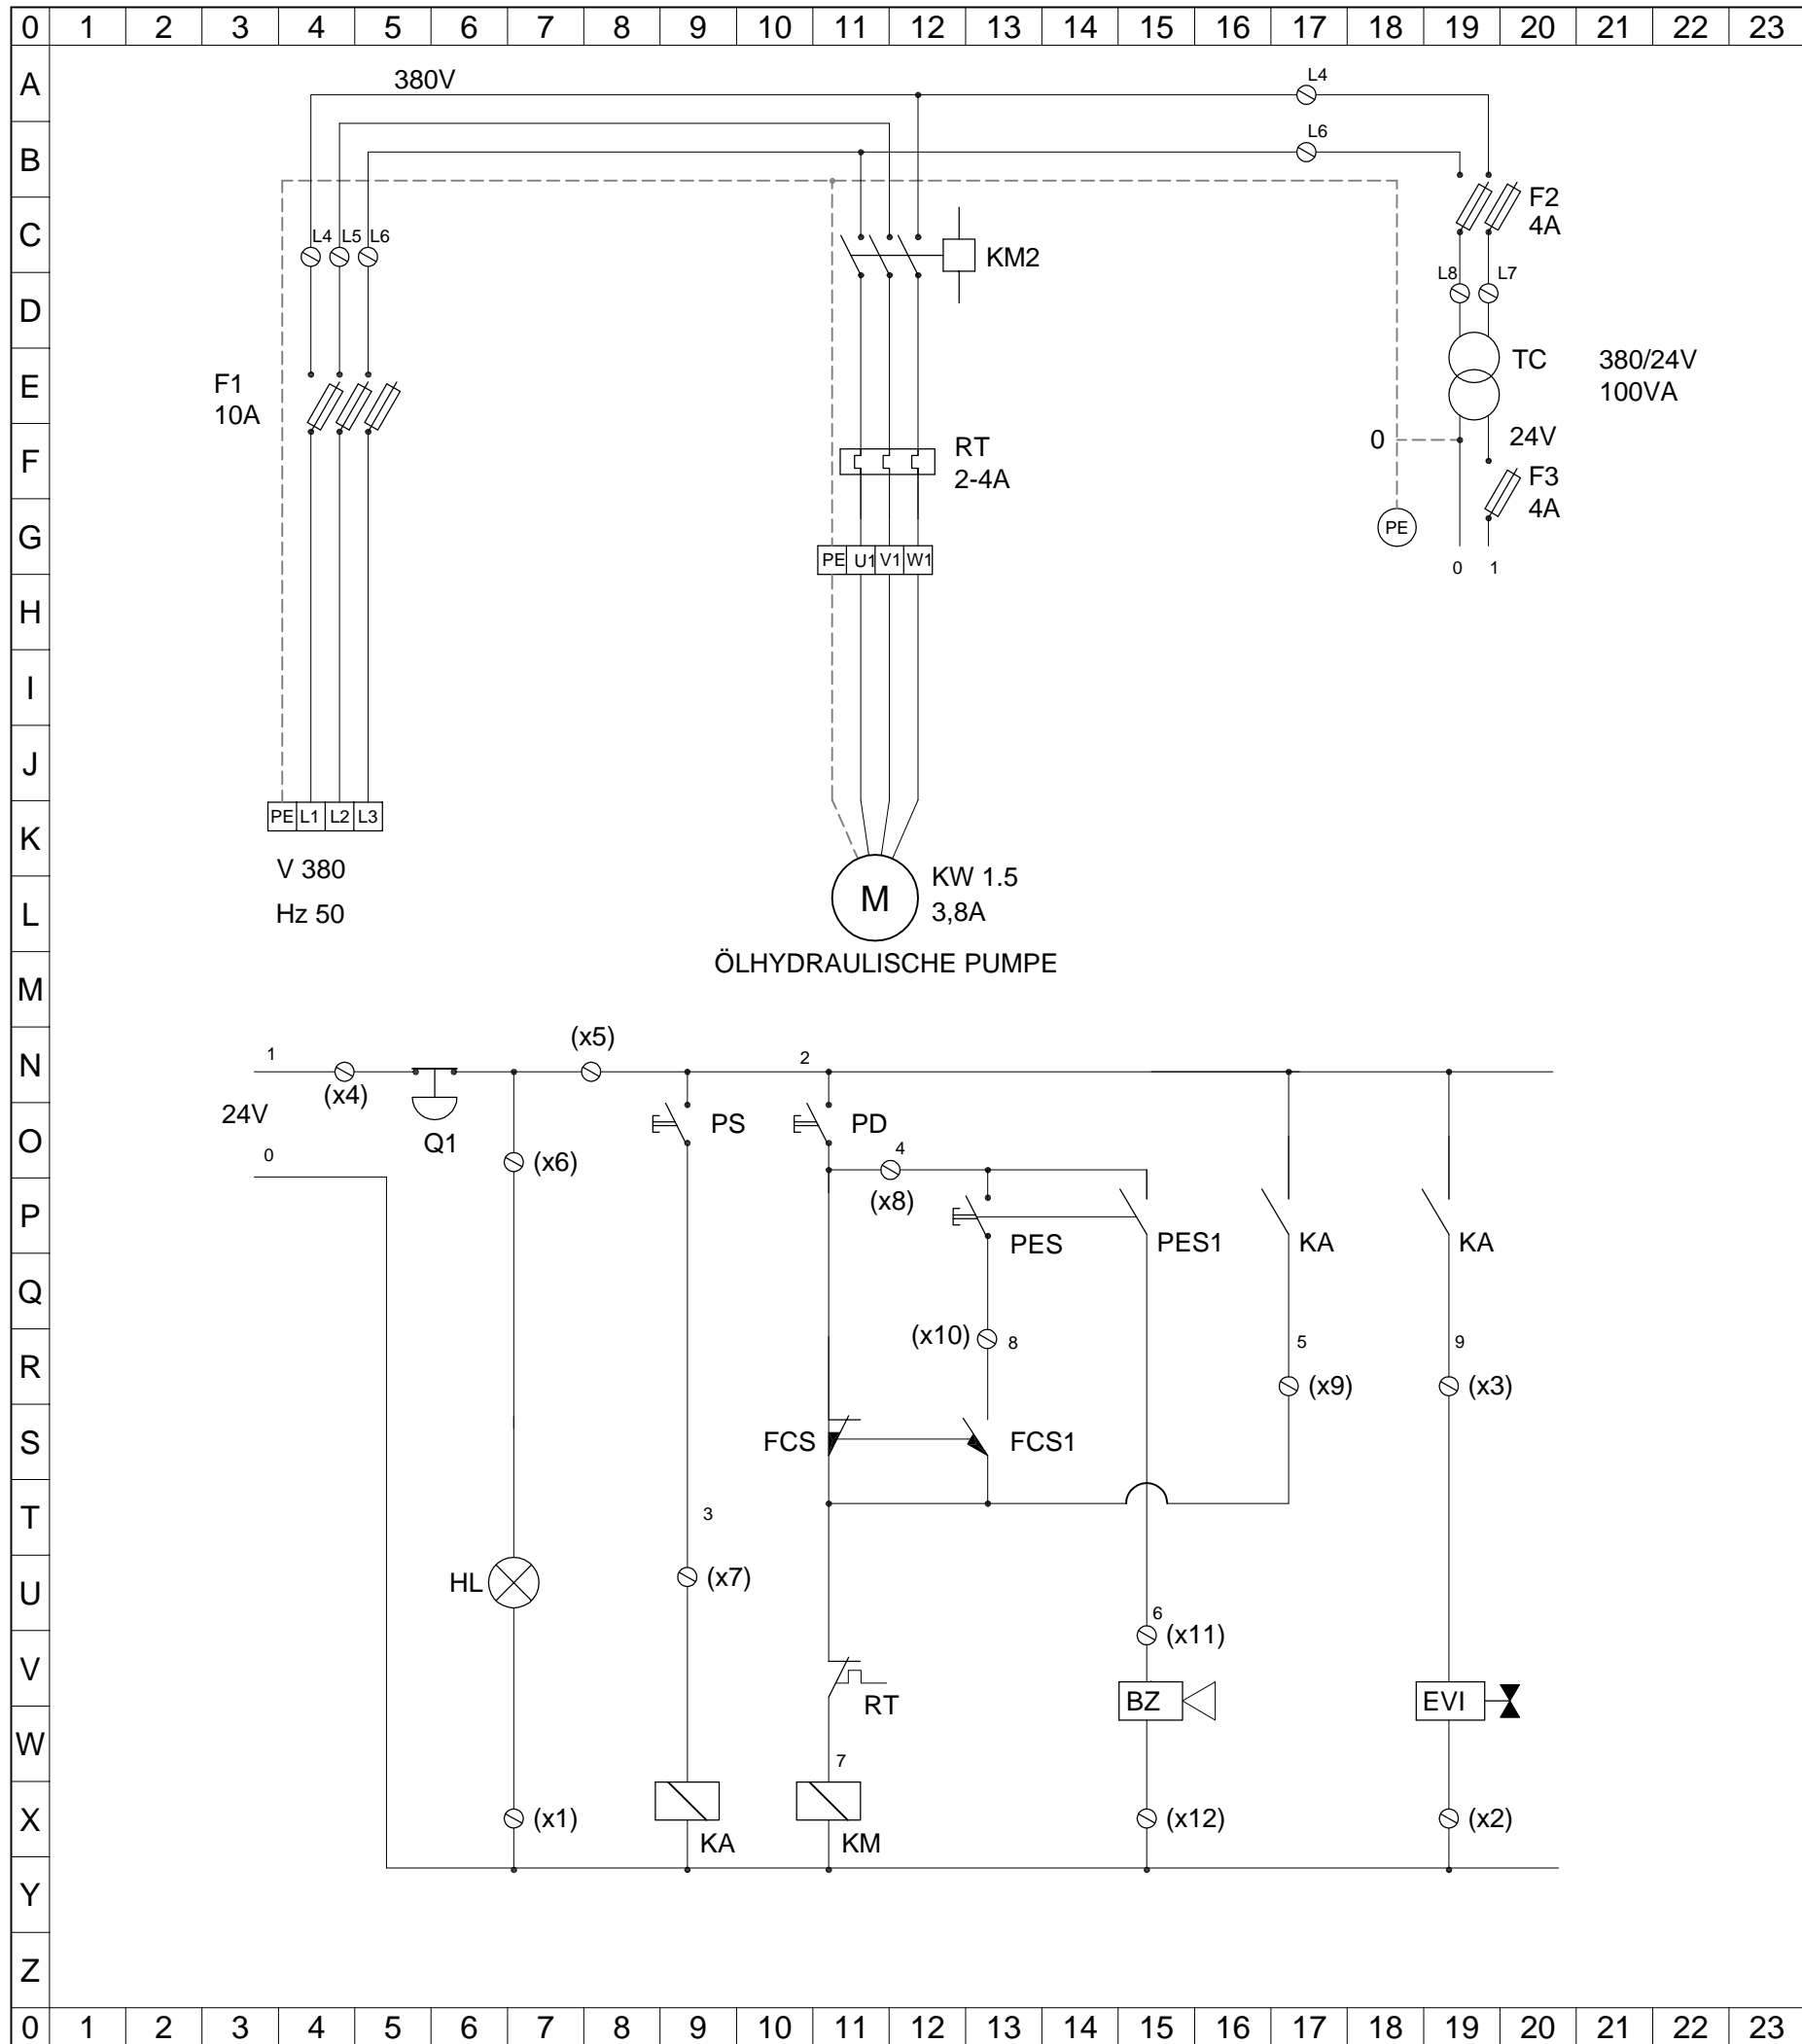 0 1 2 3 4 5 6 7 8 9 10 11 12 13 14 15 16 17 18 19 20 21 22 23
A
380V
L4
B
L6
F2
4A
C
L4 L5 L6
KM2
L8 L7
D
E
F1
10A
TC
380/24V
100VA
F
RT
2-4A
0
24V
F3
4A
G
PE
PE U1 V1 W1
0 1
H
I
J
PE L1 L2 L3
K
V 380
KW 1.5
M
3,8A
L
Hz 50
ÖLHYDRAULISCHE PUMPE
M
N
1
(x4)
(x5)
2
24V
O
0
Q1
(x6)
PS
PD
4
(x8)
P
PES
PES1
KA
KA
Q
(x10)
8
5
9
R
(x9)
(x3)
S
FCS
FCS1
T
3
U
HL
(x7)
6
(x11)
V
RT
BZ
EVI
W
7
X
(x1)
KA
KM
(x12)
(x2)
Y
Z
0 1 2 3 4 5 6 7 8 9 10 11 12 13 14 15 16 17 18 19 20 21 22 23